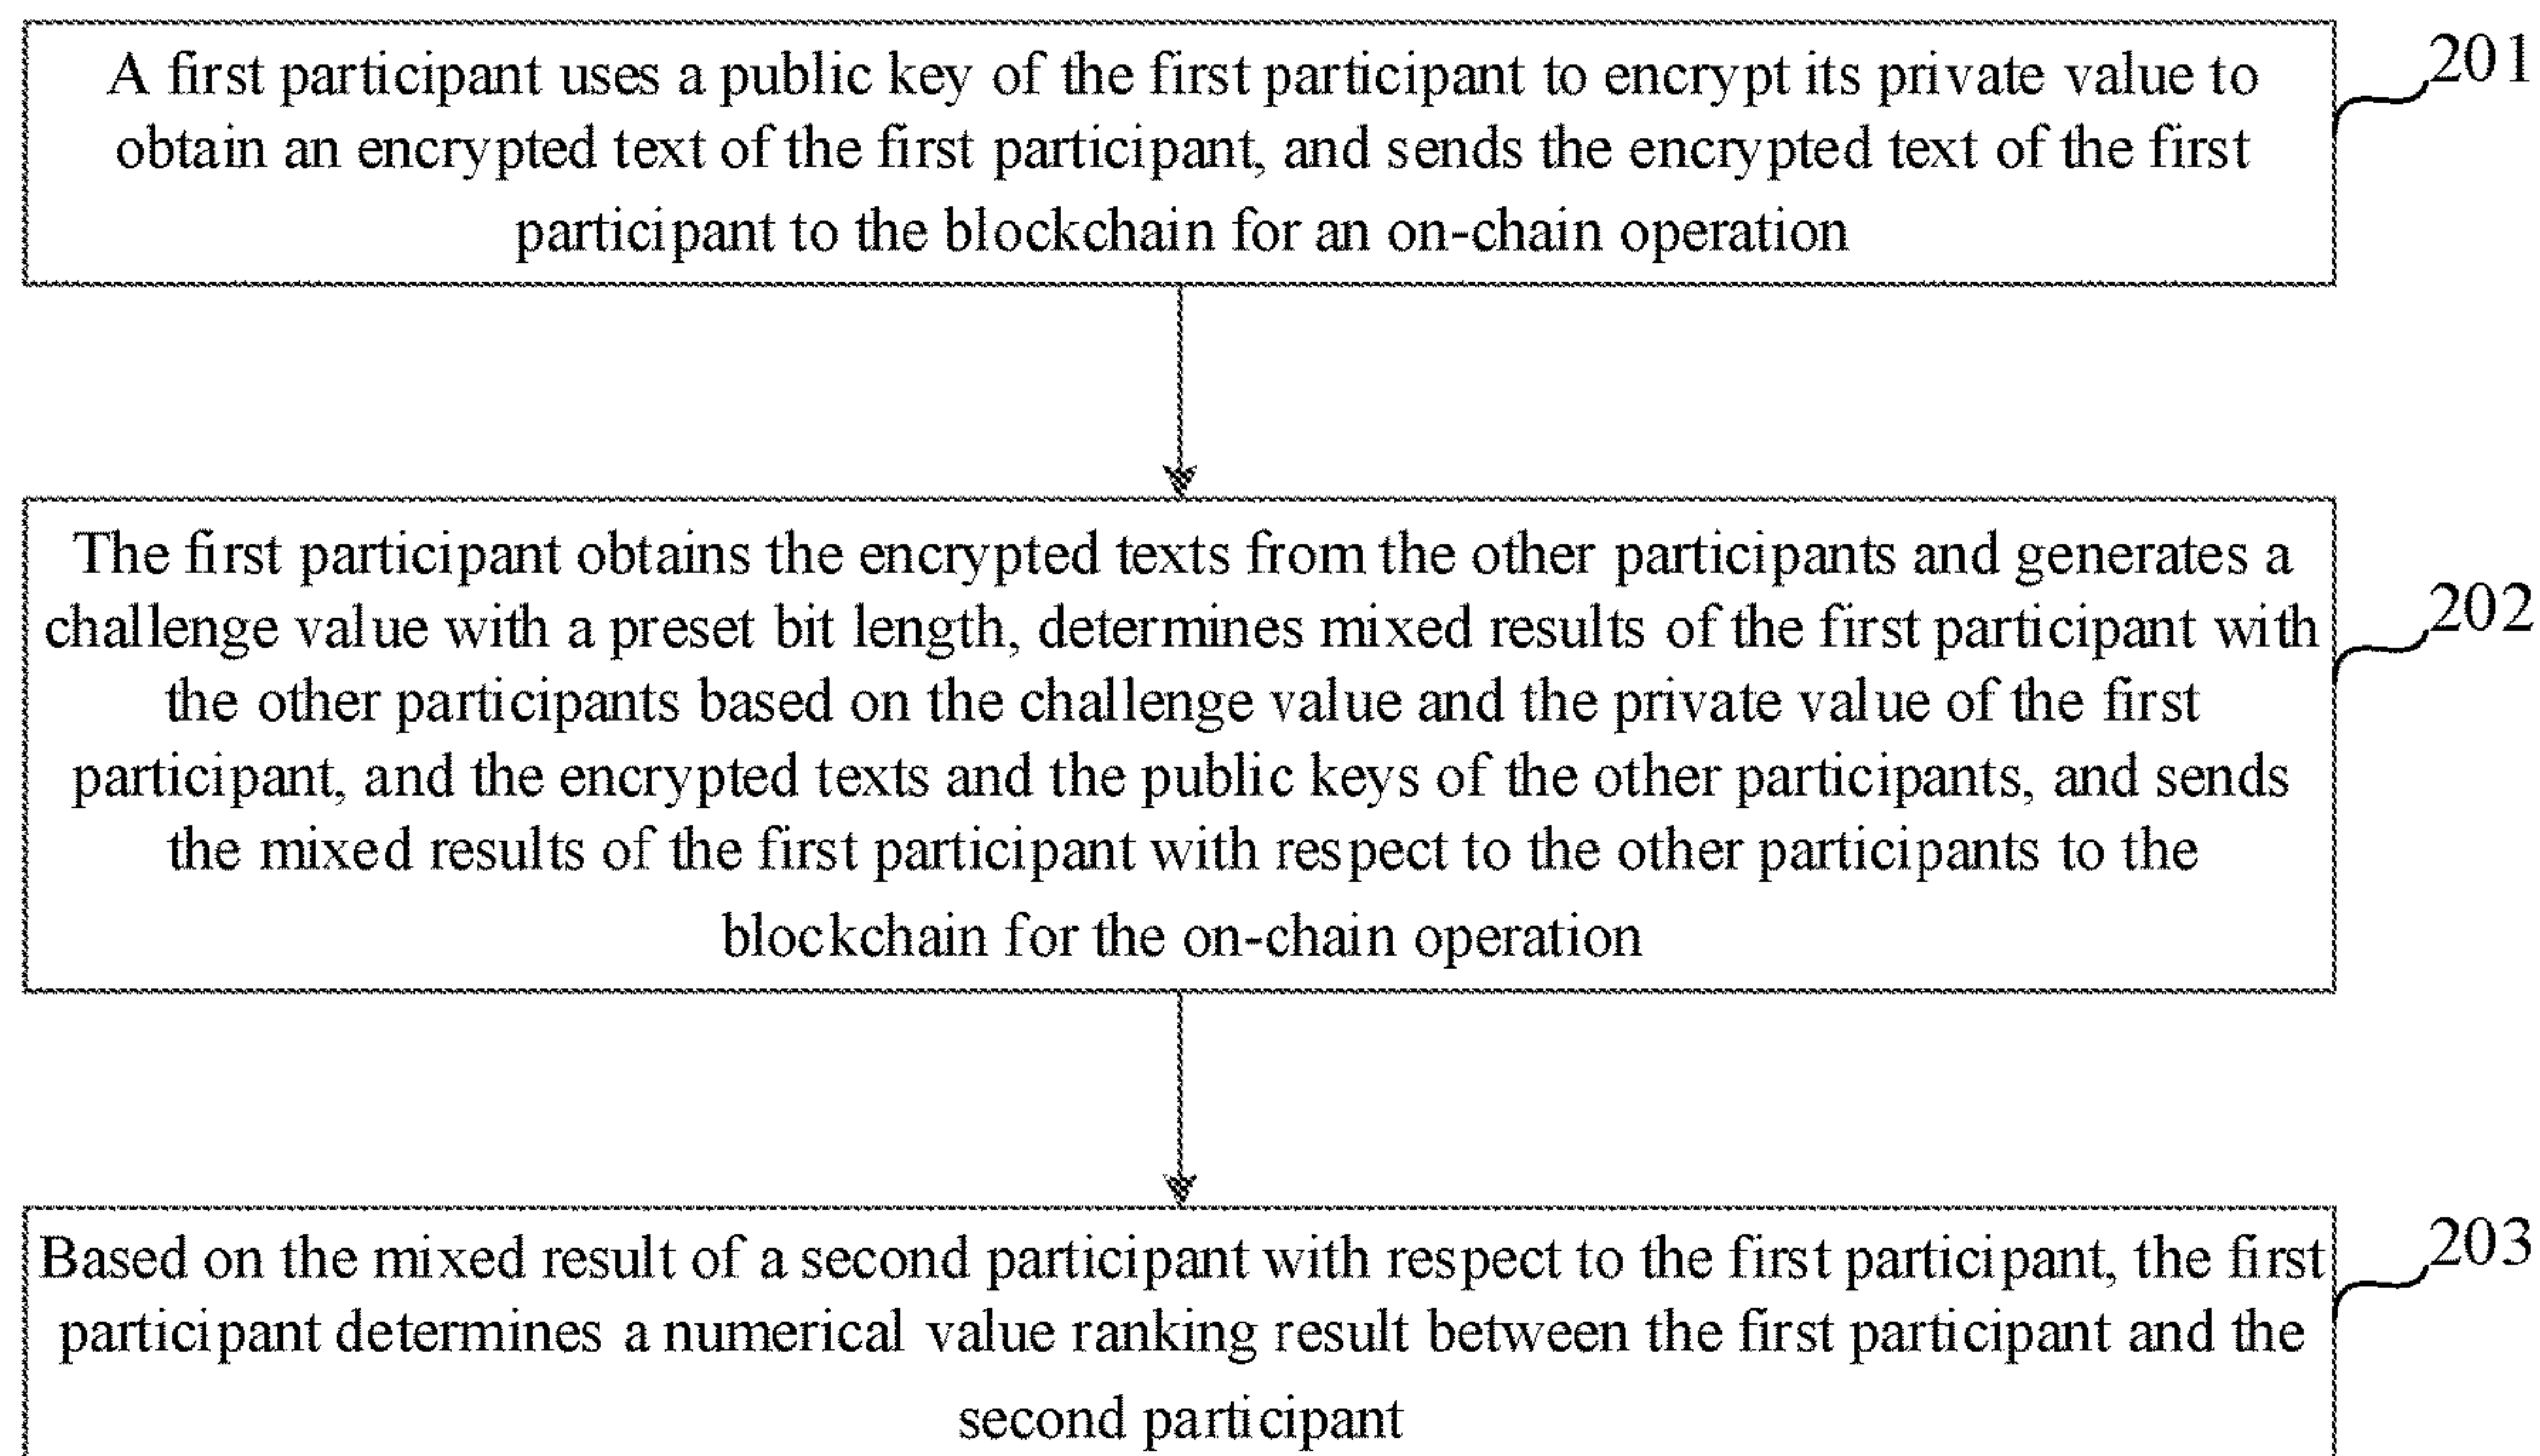 A first participant uses a public key of the first participant to encrypt its private value to
obtain an encrypted text of the first participant, and sends the encrypted text of the first
participant to the blockchain for an on-chain operation
201
The first participant obtains the encrypted texts from the other participants and generates a
challenge value with a preset bit length, determines mixed results of the first participant with
the other participants based on the challenge value and the private value of the first
participant, and the encrypted texts and the public keys of the other participants, and sends
the mixed results of the first participant with respect to the other participants to the
blockchain for the on-chain operation
202
Based on the mixed result of a second participant with respect to the first participant, the first
participant determines a numerical value ranking result between the first participant and the
second participant
203